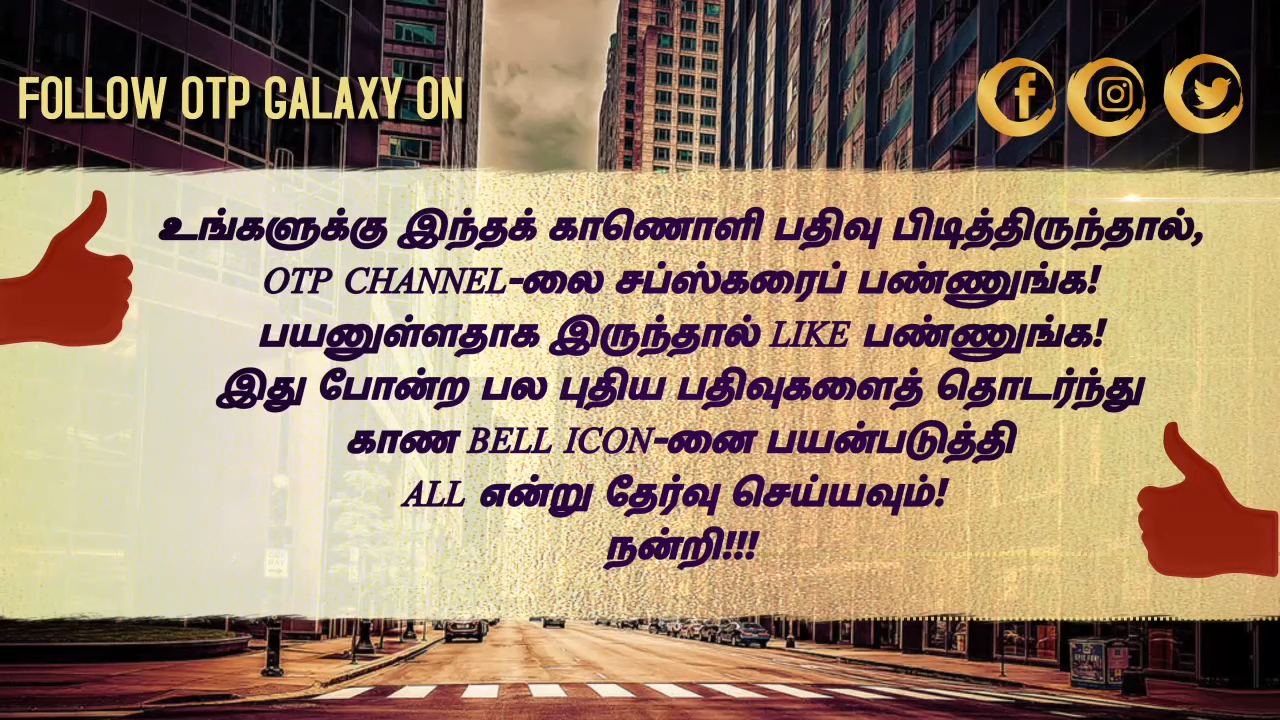 FOLLOW OTP GALAXY ON
உங்களுக்கு இந்தக் காணொளி பதிவு பிடித்திருந்தால்,
OTP CHANNEL-லை சப்ஸ்கரைப் பண்ணுங்க!
பயனுள்ளதாக இருந்தால் LIKE பண்ணுங்க!
இது போன்ற பல புதிய பதிவுகளைத் தொடர்ந்து
காண BELL ICON-னை பயன்படுத்தி
ALL என்று தேர்வு செய்யவும்!
நன்றி!!!